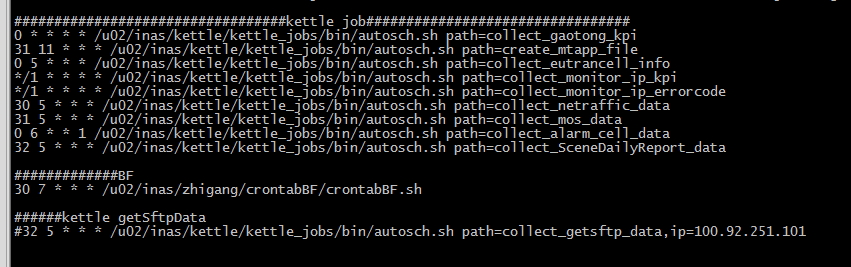 #################################kettle job################################
0 * * * * /u02/inas/kettle/kettle_jobs/bin/autosch.sh path=collect_gaotong_kpi
31 11 * * * /u02/inas/kettle/kettle_jobs/bin/autosch.sh path=create_mtapp_file
0 5 * * * /u02/inas/kettle/kettle_jobs/bin/autosch.sh path=collect_eutrancell_info
*/1 * * * * /u02/inas/kettle/kettle_jobs/bin/autosch.sh path=collect_monitor_ip_kpi
*/1 * * * * /u02/inas/kettle/kettle_jobs/bin/autosch.sh path=collect_monitor_ip_errorcode
30 5 * * * /u02/inas/kettle/kettle_jobs/bin/autosch.sh path=collect_netraffic_data
31 5 * * * /u02/inas/kettle/kettle_jobs/bin/autosch.sh path=collect_mos_data
0 6 * * 1 /u02/inas/kettle/kettle_jobs/bin/autosch.sh path=collect_alarm_cell_data
32 5 * * * /u02/inas/kettle/kettle_jobs/bin/autosch.sh path=collect_SceneDailyReport_data
#############BF
30 7 * * * /u02/inas/zhigang/crontabBF/crontabBF.sh
######kettle getSftpData
#32 5 * * * /u02/inas/kettle/kettle_jobs/bin/autosch.sh path=collect_getsftp_data,ip=100.92.251.101